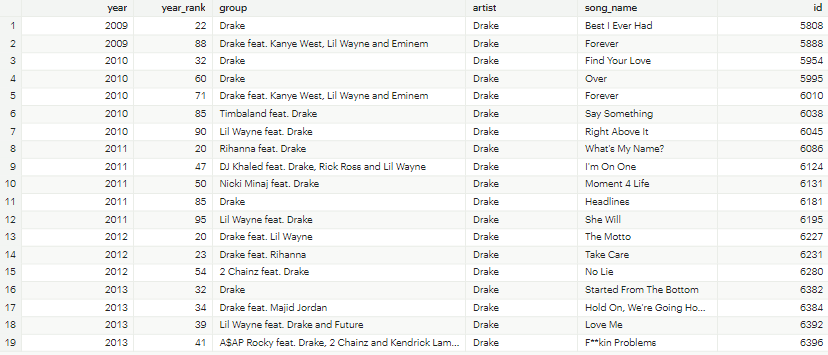 year year_rank group artist song_name id
1 2009 22 Drake Drake Best I Ever Had 5808
2 2009 88 Drake feat. Kanye West, Lil Wayne and Eminem Drake Forever 5888
3 2010 32 Drake Drake Find Your Love 5954
4 2010 60 Drake Drake Over 5995
5 2010 71 Drake feat. Kanye West, Lil Wayne and Eminem Drake Forever 6010
6 2010 85 Timbaland feat. Drake Drake Say Something 6038
7 2010 90 Lil Wayne feat. Drake Drake Right Above It 6045
8 2011 20 Rihanna feat. Drake Drake What's My Name? 6086
9 2011 47 DJ Khaled feat. Drake, Rick Ross and Lil Wayne Drake I'm On One 6124
10 2011 50 Nicki Minaj feat. Drake Drake Moment 4 Life 6131
11 2011 85 Drake Drake Headlines 6181
12 2011 95 Lil Wayne feat. Drake Drake She Will 6195
13 2012 20 Drake feat. Lil Wayne Drake The Motto 6227
14 2012 23 Drake feat. Rihanna Drake Take Care 6231
15 2012 54 2 Chainz feat. Drake Drake No Lie 6280
16 2013 32 Drake Drake Started From The Bottom 6382
17 2013 34 Drake feat. Majid Jordan Drake Hold On, We're Going Ho... 6384
18 2013 39 Lil Wayne feat. Drake and Future Drake Love Me 6392
19 2013 41 A$AP Rocky feat. Drake, 2 Chainz and Kendrick Lam... Drake F**kin Problems 6396